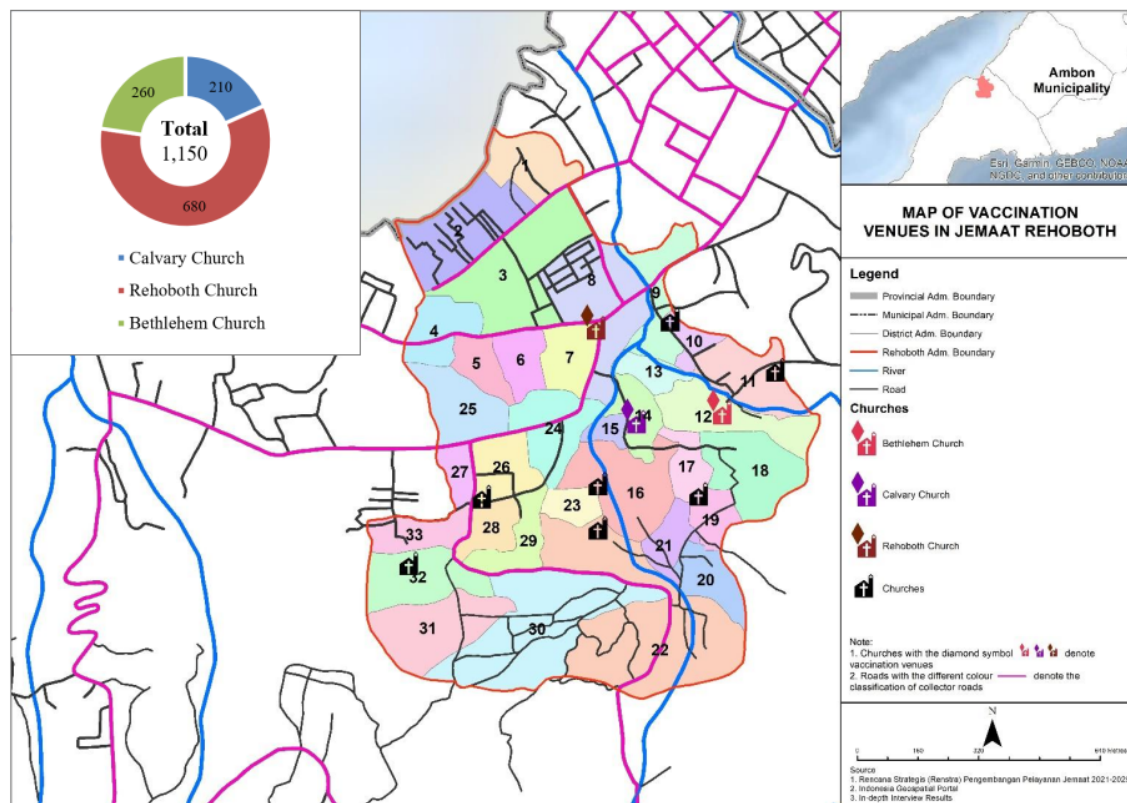 260
210
Total
1,150
680
Calvary Church
Rehoboth Church
Bethlehem Church
1
2
3
4
5
6
7
8
9
10
11
12
13
14
15
16
17
18
19
20
21
22
23
24
25
26
27
28
29
30
31
32
33
Ambon
Municipality
Esri, Garmin, GEBCO, NOAA
NGDC, and other contributors
MAP OF VACCINATION
VENUES IN JEMAAT REHOBOTH
Legend
Provincial Adm. Boundary
Municipal Adm. Boundary
District Adm. Boundary
Rehoboth Adm. Boundary
River
Road
Churches
Bethlehem Church
Calvary Church
Rehoboth Church
Churches
Note:
1. Churches with the diamond symbol denote
vaccination venues
2. Roads with the different colour denote the
classification of collector roads
N
0 160 320 640 Metres
Source
1. Rencana Strategis (Renstra) Pengembangan Pelayanan Jemaat 2021-2025
2. Indonesia Geospatial Portal
3. In-depth Interview Results